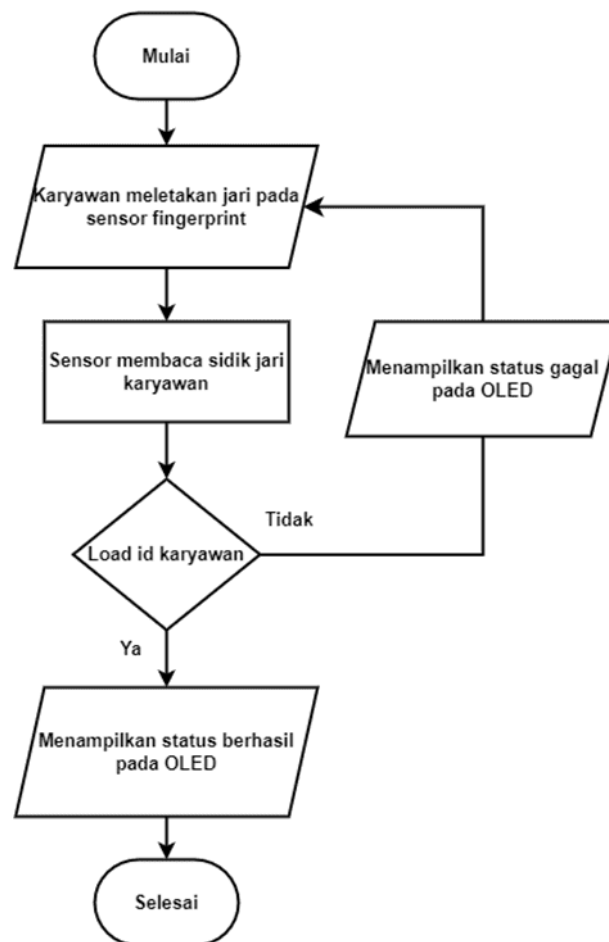 Mulai
Karyawan meletakan jari pada
sensor fingerprint
Sensor membaca sidik jari
karyawan
Menampilkan status gagal
pada OLED
Load id karyawan
Tidak
Ya
Menampilkan status berhasil
pada OLED
Selesai